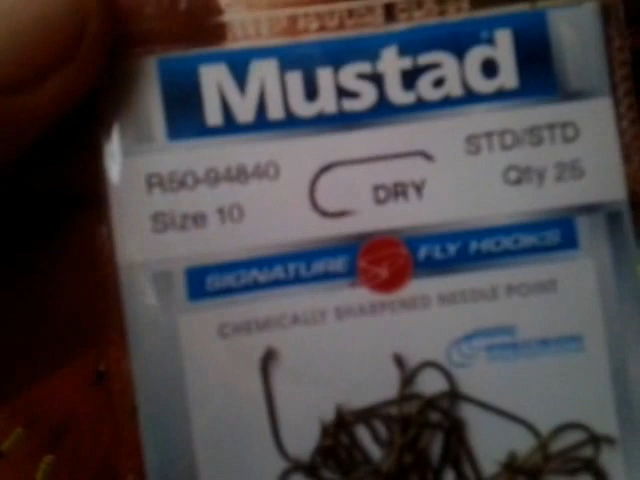 Mustad
R50-94840
STD/STD
Size 10
DRY
Qty 25
SIGNATURE FLY HOOKS
CHEMICALLY SHARPENED NEEDLE POINT